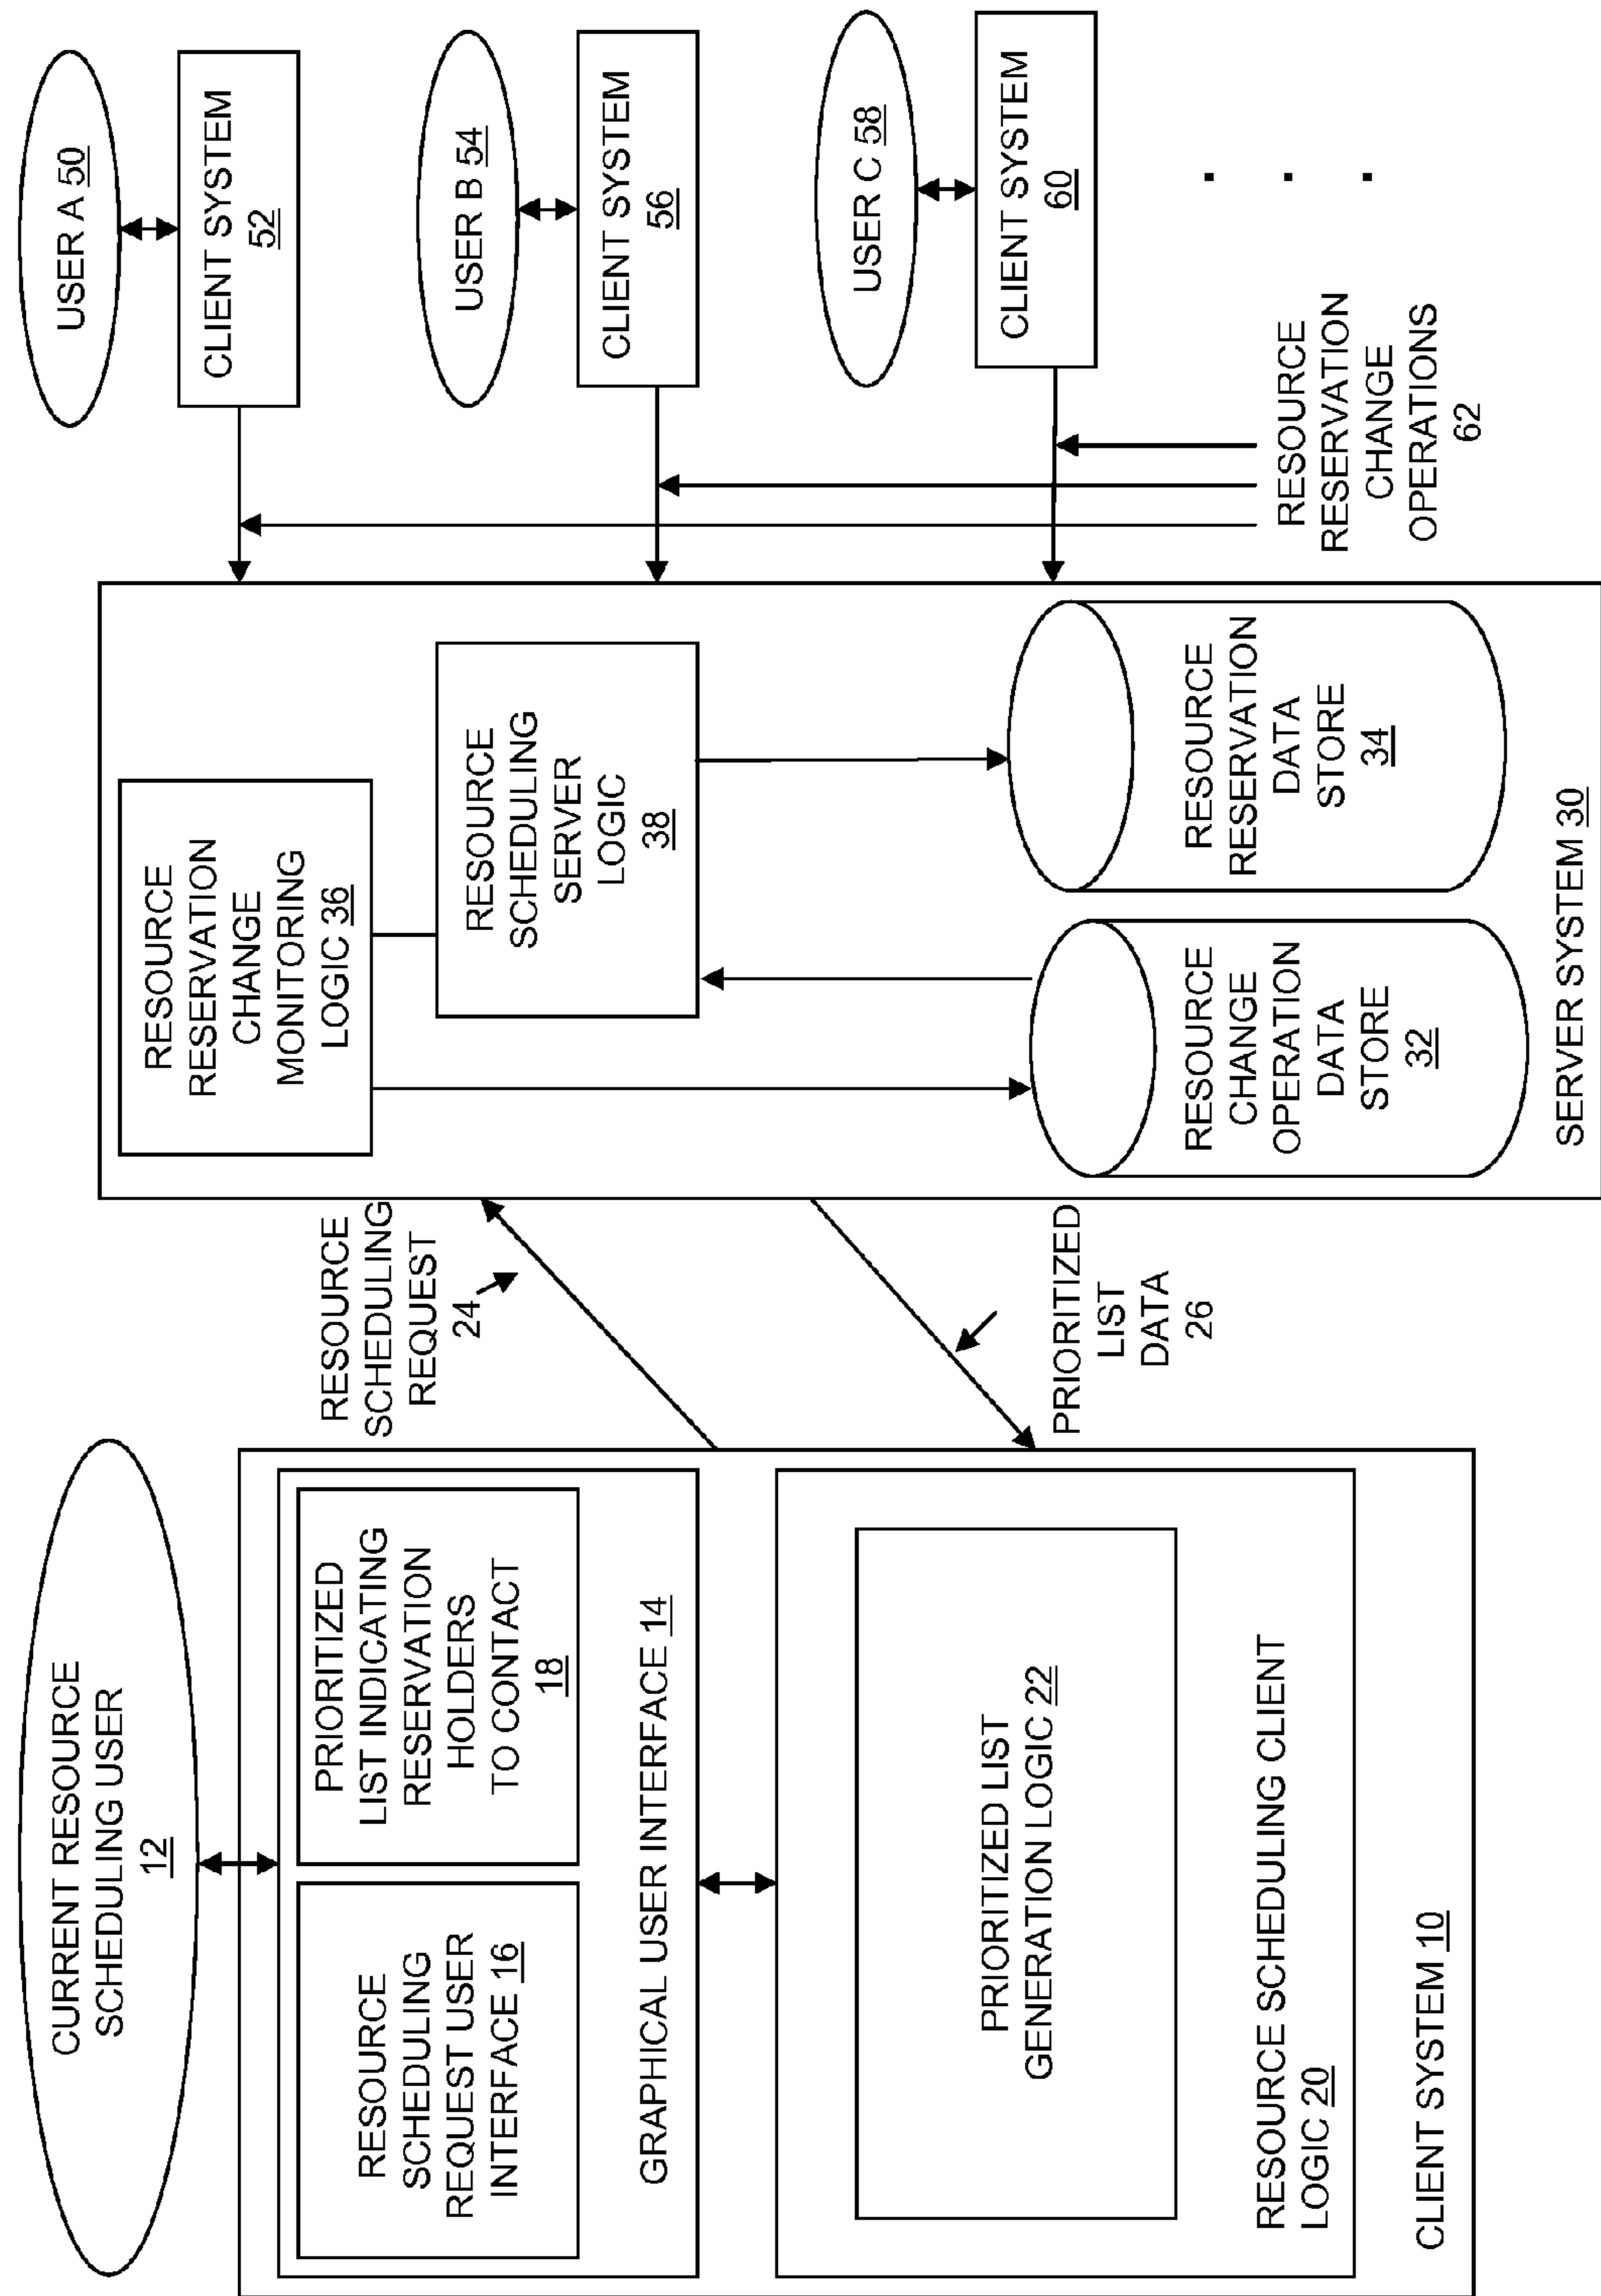 CURRENT RESOURCE
SCHEDULING USER
12
RESOURCE
SCHEDULING
REQUEST USER
INTERFACE 16
PRIORITIZED
LIST INDICATING
RESERVATION
HOLDERS
TO CONTACT
18
GRAPHICAL USER INTERFACE 14
PRIORITIZED LIST
GENERATION LOGIC 22
RESOURCE SCHEDULING CLIENT
LOGIC 20
CLIENT SYSTEM 10
RESOURCE
SCHEDULING
REQUEST
24
PRIORITIZED
LIST
DATA
26
RESOURCE
RESERVATION
CHANGE
MONITORING
LOGIC 36
RESOURCE
SCHEDULING
SERVER
LOGIC
38
RESOURCE
CHANGE
OPERATION
DATA
STORE
32
RESOURCE
RESERVATION
DATA
STORE
34
SERVER SYSTEM 30
USER A 50
CLIENT SYSTEM
52
USER B 54
CLIENT SYSTEM
56
USER C 58
CLIENT SYSTEM
60
. . .
RESOURCE
RESERVATION
CHANGE
OPERATIONS
62